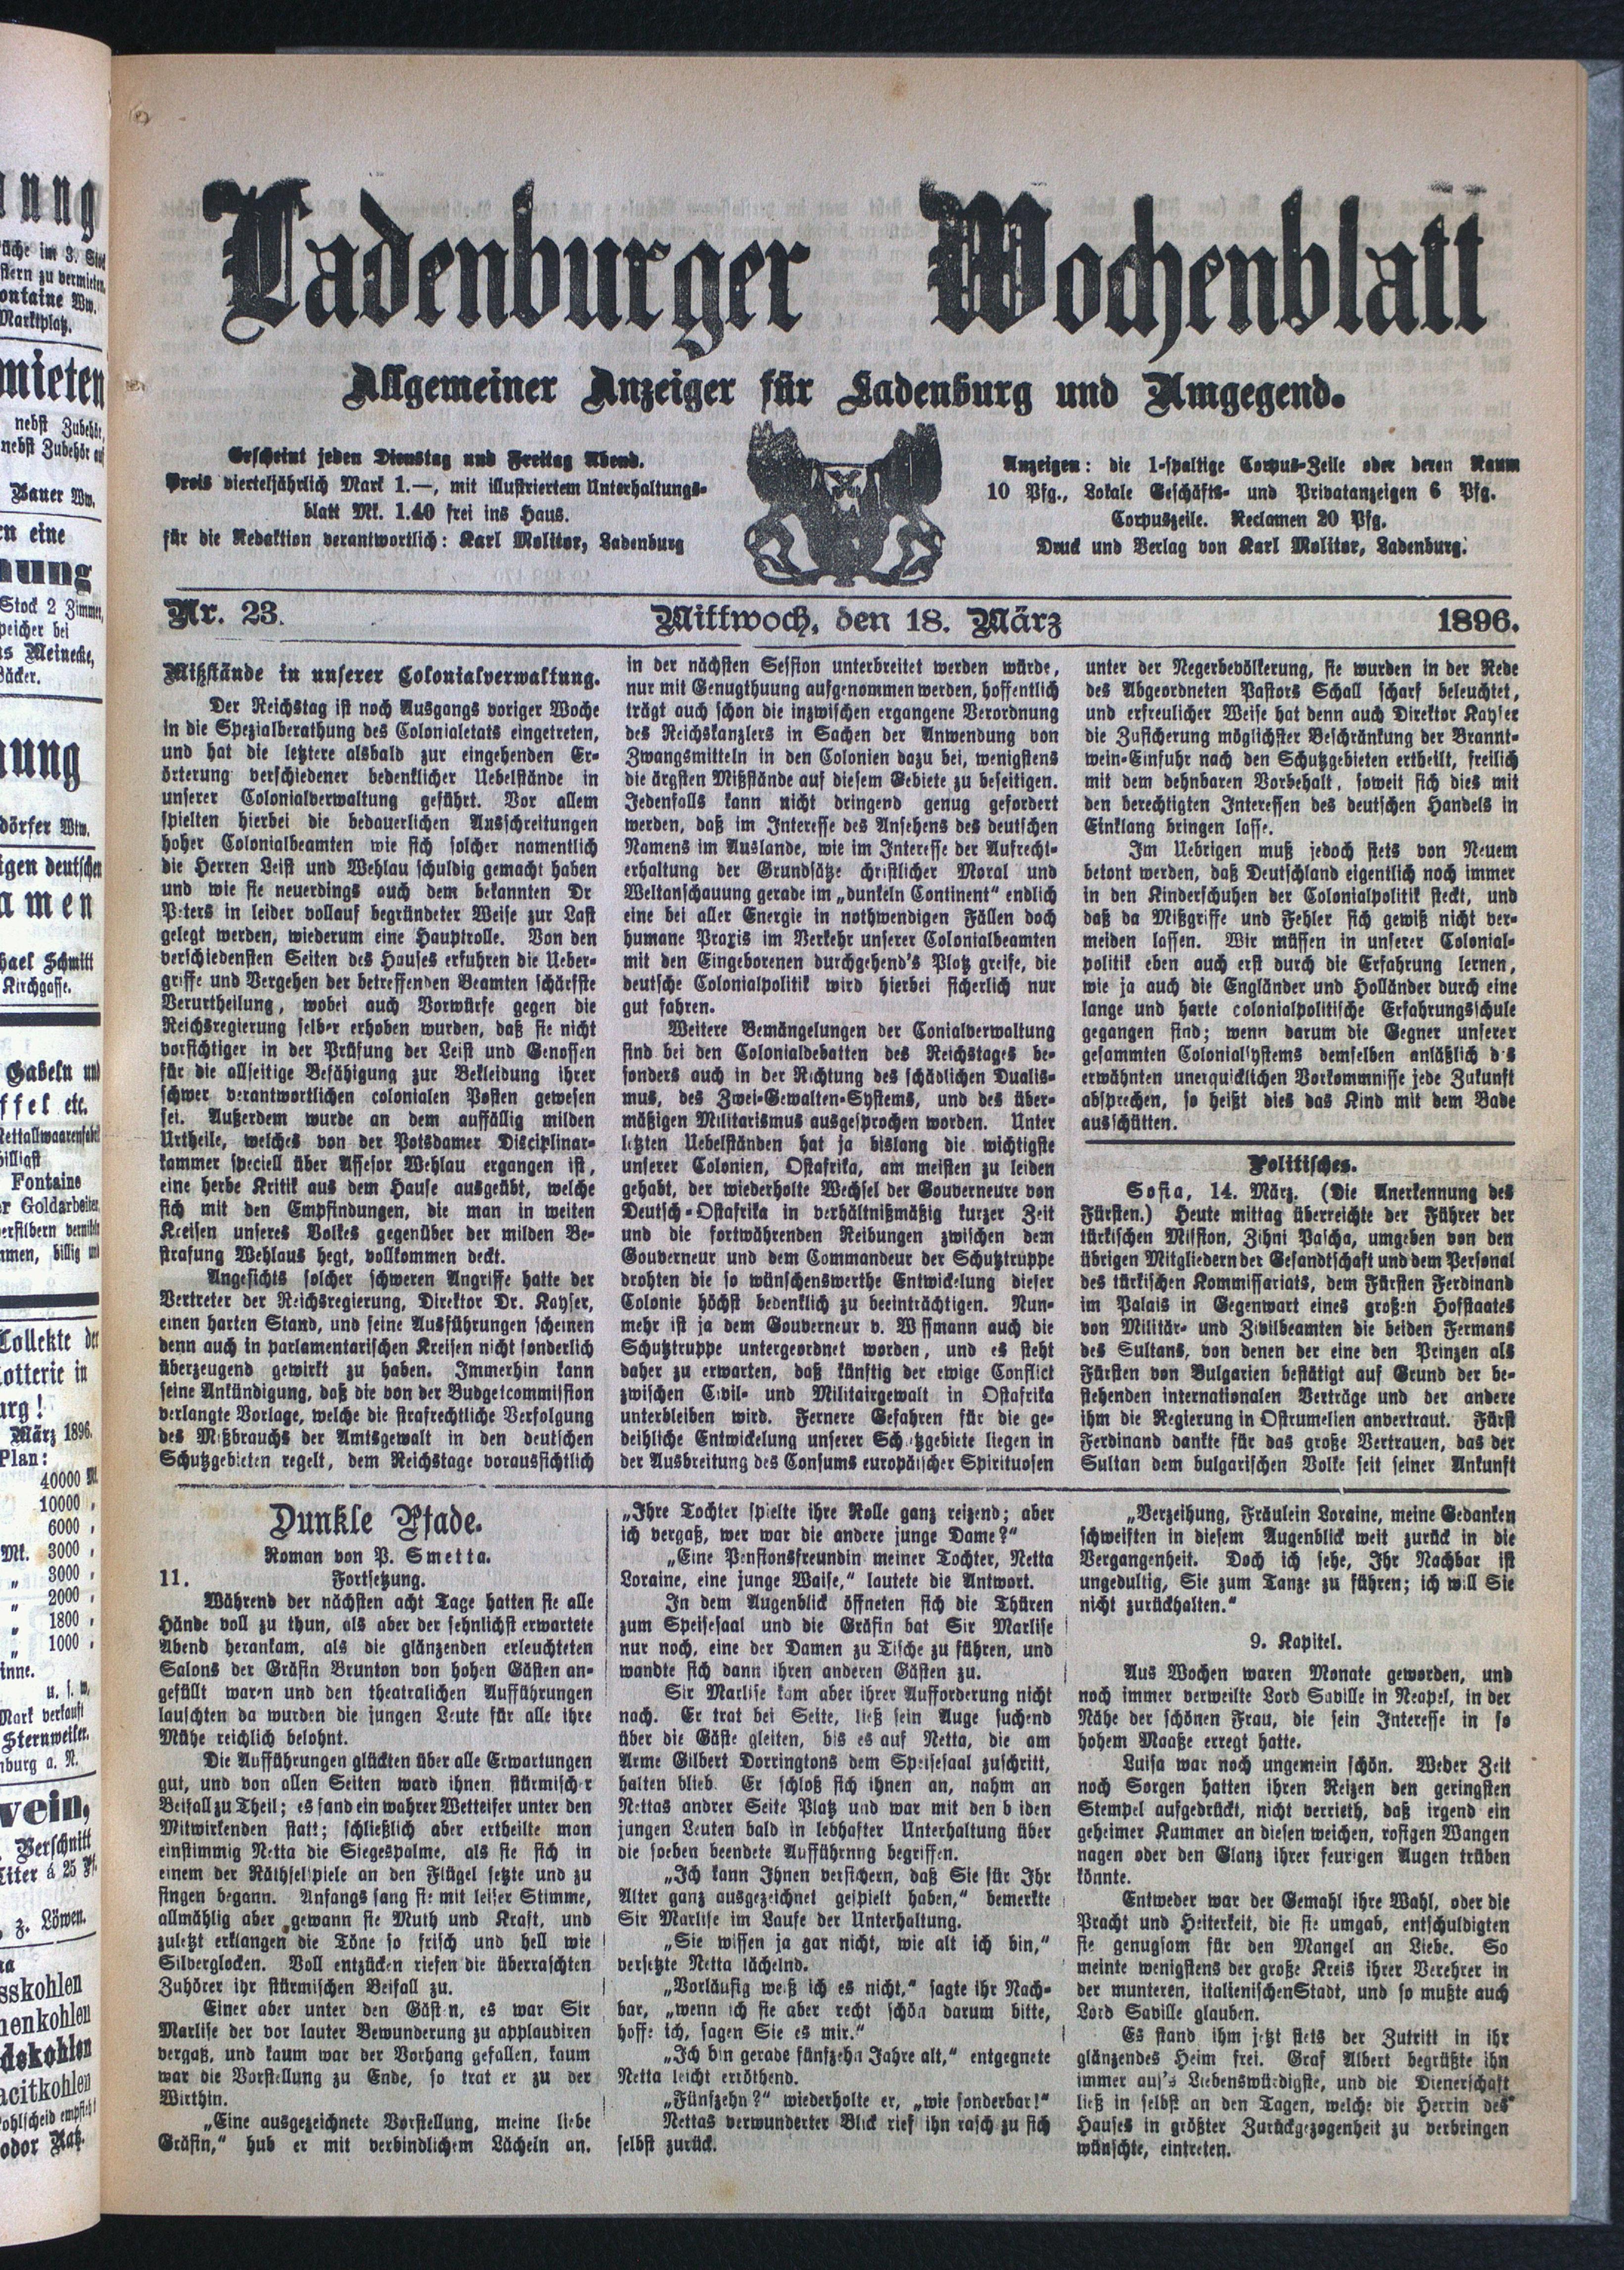 Ladenburger Wochenblatt
Allgemeiner Anzeiger für Ladenburg und Umgegend.
Erscheint jeden Dienstag und Freitag Abend.
Preis vierteljährlich Mark 1.—, mit illustriertem Unterhaltungs-
blatt Mk. 1.40 frei ins Haus.
für die Redaktion verantwortlich: Karl Molitor, Ladenburg
Anzeigen: die 1-spaltige Corpus-Zeile oder deren Raum
10 Pfg., Lokale Geschäfts- und Privatanzeigen 6 Pfg.
Corpuszeile. Reclamen 20 Pfg.
Druck und Verlag von Karl Molitor, Ladenburg.
Nr. 23. Mittwoch, den 18. März 1896.
Mißstände in unserer Colonialverwaltung.
Der Reichstag ist noch Ausgangs voriger Woche
in die Spezialberathung des Colonialetats eingetreten,
und hat die letztere alsbald zur eingehenden Er-
örterung verschiedener bedenklicher Uebelstände in
unserer Colonialverwaltung geführt. Vor allem
spielten hierbei die bedauerlichen Ausschreitungen
hoher Colonialbeamten wie sich solcher namentlich
die Herren Leist und Wehlau schuldig gemacht haben
und wie sie neuerdings auch dem bekannten Dr
Peters in leider vollauf begründeter Weise zur Last
gelegt werden, wiederum eine Hauptrolle. Von den
verschiedensten Seiten des Hauses erfuhren die Ueber-
griffe und Vergehen der betreffenden Beamten schärfste
Verurtheilung, wobei auch Vorwürfe gegen die
Reichsregierung selber erhoben wurden, daß sie nicht
vorsichtiger in der Prüfung der Leist und Genossen
für die allseitige Befähigung zur Bekleidung ihrer
schwer verantwortlichen colonialen Posten gewesen
sei. Außerdem wurde an dem auffällig milden
Urtheile, welches von der Potsdamer Disciplinar-
kammer speciell über Assesor Wehlau ergangen ist,
eine herbe Kritik aus dem Hause ausgeübt, welche
sich mit den Empfindungen, die man in weiten
Kreisen unseres Volkes gegenüber der milden Be-
strafung Wehlaus hegt, vollkommen deckt.
Angesichts solcher schweren Angriffe hatte der
Vertreter der Reichsregierung, Direktor Dr. Kayser,
einen harten Stand, und seine Ausführungen scheinen
denn auch in parlamentarischen Kreisen nicht sonderlich
überzeugend gewirkt zu haben. Immerhin kann
seine Ankündigung, daß die von der Budgetcommission
verlangte Vorlage, welche die strafrechtliche Verfolgung
des Mißbrauchs der Amtsgewalt in den deutschen
Schutzgebieten regelt, dem Reichstage voraussichtlich
in der nächsten Session unterbreitet werden würde,
nur mit Genugthuung aufgenommen werden, hoffentlich
trägt auch schon die inzwischen ergangene Verordnung
des Reichskanzlers in Sachen der Anwendung von
Zwangsmitteln in den Colonien dazu bei, wenigstens
die ärgsten Mißstände auf diesem Gebiete zu beseitigen.
Jedenfalls kann nicht dringend genug gefordert
werden, daß im Interesse des Ansehens des deutschen
Namens im Auslande, wie im Interesse der Aufrecht-
erhaltung der Grundsätze christlicher Moral und
Weltanschauung gerade im „dunkeln Continent“ endlich
eine bei aller Energie in nothwendigen Fällen doch
humane Praxis im Verkehr unserer Colonialbeamten
mit den Eingeborenen durchgehend's Platz greife, die
deutsche Colonialpolitik wird hierbei sicherlich nur
gut fahren.
Weitere Bemängelungen der Conialverwaltung
sind bei den Colonialdebatten des Reichstages be-
sonders auch in der Richtung des schädlichen Dualis-
mus, des Zwei-Gewalten-Systems, und des über-
mäßigen Militarismus ausgesprochen worden. Unter
letzten Uebelständen hat ja bislang die wichtigste
unserer Colonien, Ostafrika, am meisten zu leiden
gehabt, der wiederholte Wechsel der Gouverneure von
Deutsch-Ostafrika in verhältnißmäßig kurzer Zeit
und die fortwährenden Reibungen zwischen dem
Gouverneur und dem Commandeur der Schutztruppe
drohten die so wünschenswerthe Entwickelung dieser
Colonie höchst bedenklich zu beeinträchtigen. Nun-
mehr ist ja dem Gouverneur v. Wssmann auch die
Schutztruppe untergeordnet worden, und es steht
daher zu erwarten, daß künftig der ewige Conflict
zwischen Civil- und Militairgewalt in Ostafrika
unterbleiben wird. Fernere Gefahren für die ge-
deihliche Entwickelung unserer Schutzgebiete liegen in
der Ausbreitung des Consums europäischer Spirituosen
unter der Negerbevölkerung, sie wurden in der Rede
des Abgeordneten Pastors Schall scharf beleuchtet,
und erfreulicher Weise hat denn auch Direktor Kayser
die Zusicherung möglichster Beschränkung der Brannt-
wein-Einfuhr nach den Schutzgebieten ertheilt, freilich
mit dem dehnbaren Vorbehalt, soweit sich dies mit
den berechtigten Interessen des deutschen Handels in
Einklang bringen lasse.
Im Uebrigen muß jedoch stets von Neuem
betont werden, daß Deutschland eigentlich noch immer
in den Kinderschuhen der Colonialpolitik steckt, und
daß da Mißgriffe und Fehler sich gewiß nicht ver-
meiden lassen. Wir müssen in unserer Colonial-
politik eben auch erst durch die Erfahrung lernen,
wie ja auch die Engländer und Holländer durch eine
lange und harte colonialpolitische Erfahrungsschule
gegangen sind; wenn darum die Gegner unserer
gesammten Colonialsystems demselben anläßlich d's
erwähnten unerquicklichen Vorkommnisse jede Zukunft
absprechen, so heißt dies das Kind mit dem Bade
ausschütten.
Politisches.
Sofia, 14. März. (Die Anerkennung des
Fürsten.) Heute mittag überreichte der Führer der
türkischen Mission, Zihni Pascha, umgeben von den
übrigen Mitgliedern der Gesandtschaft und dem Personal
des türkischen Kommissariats, dem Fürsten Ferdinand
im Palais in Gegenwart eines großen Hofstaates
von Militär- und Zivilbeamten die beiden Fermans
des Sultans, von denen der eine den Prinzen als
Fürsten von Bulgarien bestätigt auf Grund der be-
stehenden internationalen Verträge und der andere
ihm die Regierung in Ostrumelien anvertraut. Fürst
Ferdinand dankte für das große Vertrauen, das der
Sultan dem bulgarischen Volke seit seiner Ankunft
Dunkle Pfade.
Roman von P. Smetta.
11. Fortsetzung.
Während der nächsten acht Tage hatten sie alle
Hände voll zu thun, als aber der sehnlichst erwartete
Abend herankam, als die glänzenden erleuchteten
Salons der Gräfin Brunton von hohen Gästen an-
gefüllt waren und den theatralichen Aufführungen
lauschten da wurden die jungen Leute für alle ihre
Mühe reichlich belohnt.
Die Aufführungen glückten über alle Erwartungen
gut, und von allen Seiten ward ihnen stürmisch r
Beifall zu Theil; es fand ein wahrer Wetteifer unter den
Mitwirkenden statt; schließlich aber ertheilte man
einstimmig Netta die Siegespalme, als sie sich in
einem der Räthselspiele an den Flügel setzte und zu
singen begann. Anfangs sang sie mit leiser Stimme,
allmählig aber gewann sie Muth und Kraft, und
zuletzt erklangen die Töne so frisch und hell wie
Silberglocken. Voll entzücken riefen die überraschten
Zuhörer ihr stürmischen Beifall zu.
Einer aber unter den Gästen, es war Sir
Marlise der vor lauter Bewunderung zu applaudiren
vergaß, und kaum war der Vorhang gefallen, kaum
war die Vorstellung zu Ende, so trat er zu der
Wirthin.
„Eine ausgezeichnete Vorstellung, meine liebe
Gräfin,“ hub er mit verbindlichem Lächeln an.
„Ihre Tochter spielte ihre Rolle ganz reizend; aber
ich vergaß, wer war die andere junge Dame?“
„Eine Pensionsfreundin meiner Tochter, Netta
Loraine, eine junge Waise,“ lautete die Antwort.
In dem Augenblick öffneten sich die Thüren
zum Speisesaal und die Gräfin bat Sir Marlise
nur noch, eine der Damen zu Tische zu führen, und
wandte sich dann ihren anderen Gästen zu.
Sir Marlise kam aber ihrer Aufforderung nicht
nach. Er trat bei Seite, ließ sein Auge suchend
über die Gäste gleiten, bis es auf Netta, die am
Arme Gilbert Dorringtons dem Speisesaal zuschritt,
halten blieb. Er schloß sich ihnen an, nahm an
Nettas andrer Seite Platz und war mit den b iden
jungen Leuten bald in lebhafter Unterhaltung über
die soeben beendete Aufführnng begriffen.
„Ich kann Ihnen versichern, daß Sie für Ihr
Alter ganz ausgezeichnet gespielt haben,“ bemerkte
Sir Marlise im Laufe der Unterhaltung.
„Sie wissen ja gar nicht, wie alt ich bin,“
versetzte Netta lächelnd.
„Vorläufig weiß ich es nicht,“ sagte ihr Nach-
bar, „wenn ich sie aber recht schön darum bitte,
hoffe ich, sagen Sie es mir.“
„Ich bin gerade fünfzehn Jahre alt,“ entgegnete
Netta leicht erröthend.
„Fünfzehn?“ wiederholte er, „wie sonderbar!“
Nettas verwunderter Blick rief ihn rasch zu sich
selbst zurück.
„Verzeihung, Fräulein Loraine, meine Gedanken
schweiften in diesem Augenblick weit zurück in die
Vergangenheit. Doch ich sehe, Ihr Nachbar ist
ungedultig, Sie zum Tanze zu führen; ich will Sie
nicht zurückhalten.“
9. Kapitel.
Aus Wochen waren Monate geworden, und
noch immer verweilte Lord Saville in Neapel, in der
Nähe der schönen Frau, die sein Interesse in so
hohem Maaße erregt hatte.
Luisa war noch ungemein schön. Weder Zeit
noch Sorgen hatten ihren Reizen den geringsten
Stempel aufgedrückt, nicht verrieth, daß irgend ein
geheimer Kummer an diesen weichen, rosigen Wangen
nagen oder den Glanz ihrer feurigen Augen trüben
könnte.
Entweder war der Gemahl ihre Wahl, oder die
Pracht und Heiterkeit, die sie umgab, entschuldigten
sie genugsam für den Mangel an Liebe. So
meinte wenigstens der große Kreis ihrer Verehrer in
der munteren, italienischenStadt, und so mußte auch
Lord Saville glauben.
Es stand ihm jetzt stets der Zutritt in ihr
glänzendes Heim frei. Graf Albert begrüßte ihn
immer auf's Liebenswürdigste, und die Dienerschaft
ließ in selbst an den Tagen, welche die Herrin des
Hauses in größter Zurückgezogenheit zu verbringen
wünschte, eintreten.